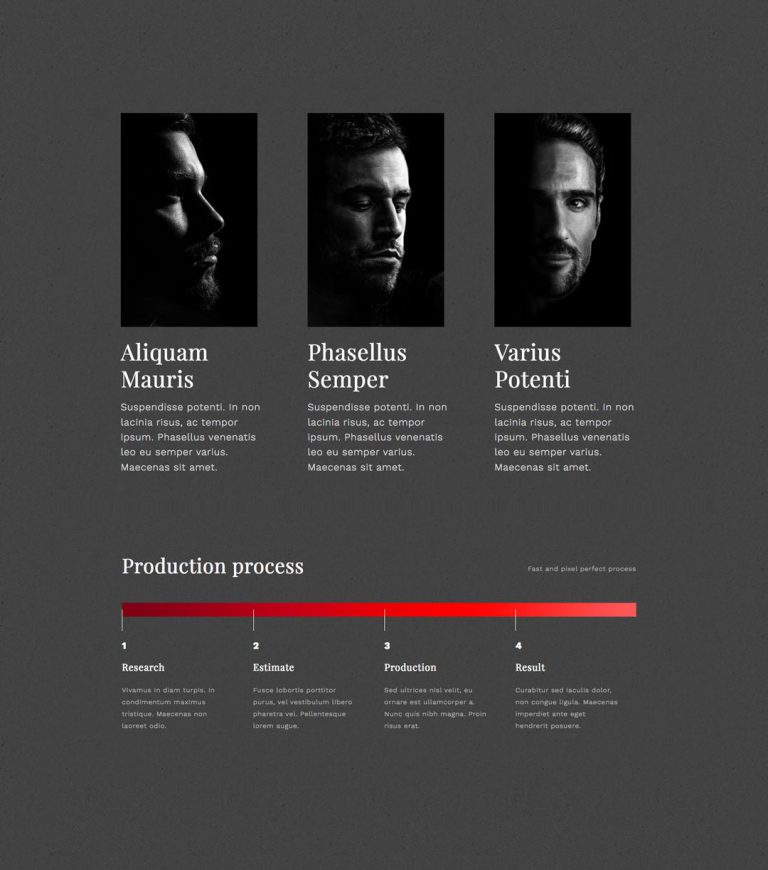 Aliquam
Mauris
Suspendisse potenti. In non
lacinia risus, ac tempor
ipsum. Phasellus venenatis
leo eu semper varius.
Maecenas sit amet.
Phasellus
Semper
Suspendisse potenti. In non
lacinia risus, ac tempor
ipsum. Phasellus venenatis
leo eu semper varius.
Maecenas sit amet.
Varius
Potenti
Suspendisse potenti. In non
lacinia risus, ac tempor
ipsum. Phasellus venenatis
leo eu semper varius.
Maecenas sit amet.
Production process
Fast and pixel perfect process
1
Research
Vivamus in diam turpis. In
condimentum maximus
tristique. Maecenas non
laoreet odio.
2
Estimate
Fusce lobortis porttitor
purus, vel vestibulum libero
pharetra vel. Pellentesque
lorem augue.
3
Production
Sed ultrices nisl velit, eu
ornare est ullamcorper a.
Nunc quis nibh magna. Proin
risus erat.
4
Result
Curabitur sed iaculis dolor,
non congue ligula. Maecenas
imperdiet ante eget
hendrerit posuere.